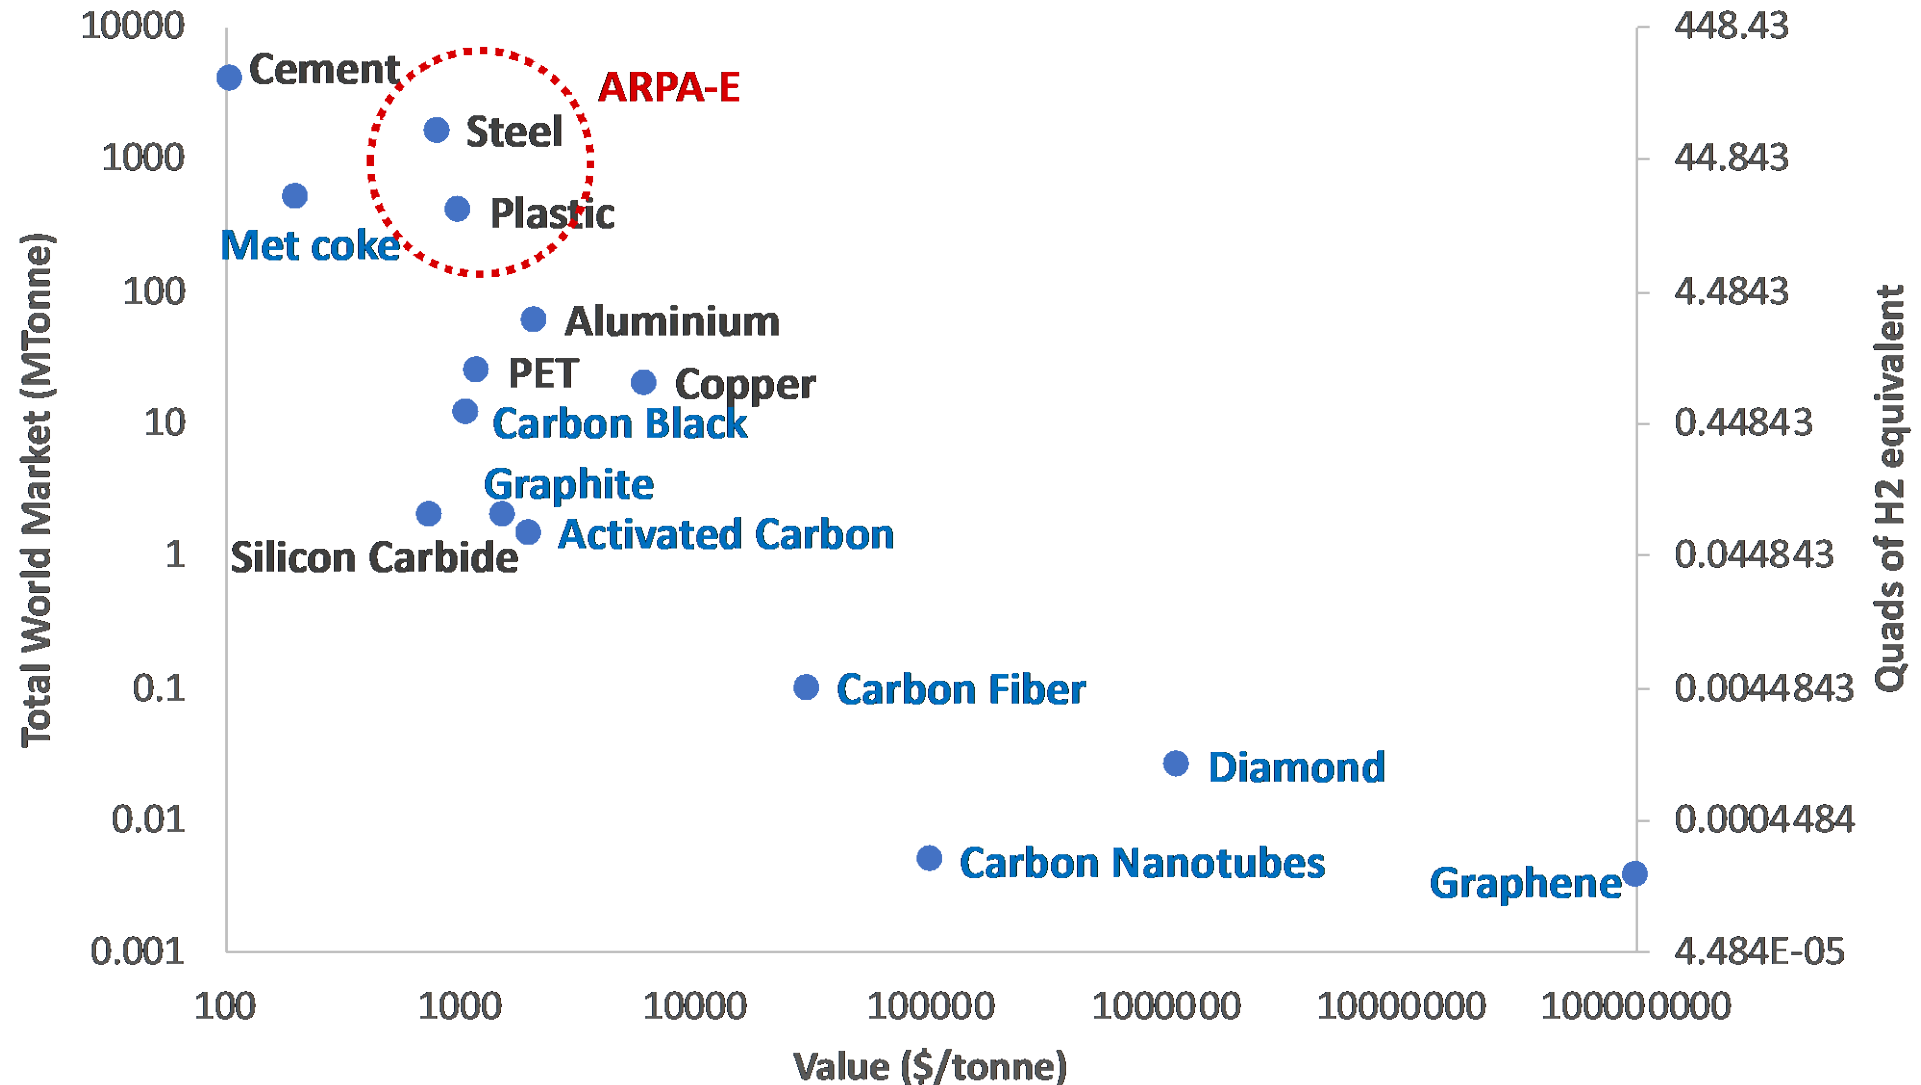 10000
448.43
Cement
ARPA-E
Steel
1000
44.843
Plastic
Met coke
100
4.4843
Aluminium
PET
Copper
10
Carbon Black
0.44843
Graphite
Activated Carbon
1
Silicon Carbide
0.044843
0.1
Carbon Fiber
0.0044843
Diamond
0.01
0.0004484
Carbon Nanotubes
Graphene
0.001
4.484E-05
100
1000
10000
100000
1000000
10000000
100000000
Value ($/tonne)
Total World Market (MTonne)
Quads of H2 equivalent